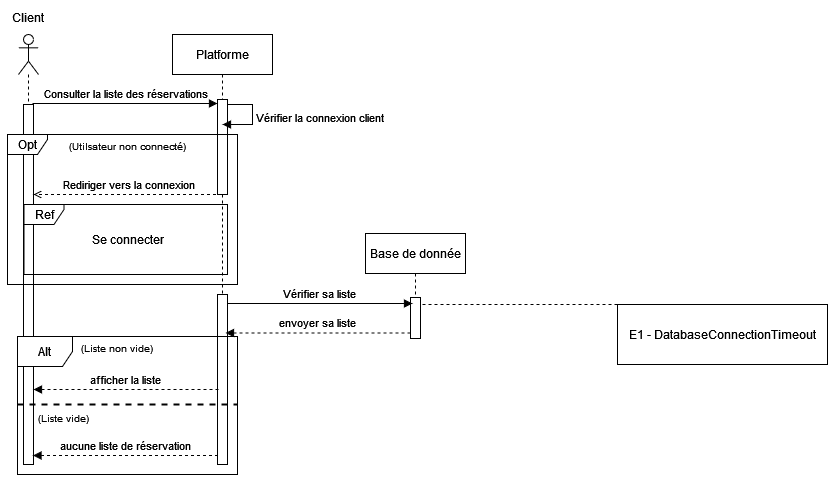 Client
Platforme
Consulter la liste des réservations
Vérifier la connexion client
Opt
(Utilsateur non connecté)
Rediriger vers la connexion
Ref
Se connecter
Base de donnée
Vérifier sa liste
envoyer sa liste
E1 - DatabaseConnectionTimeout
Alt
(Liste non vide)
afficher la liste
(Liste vide)
aucune liste de réservation